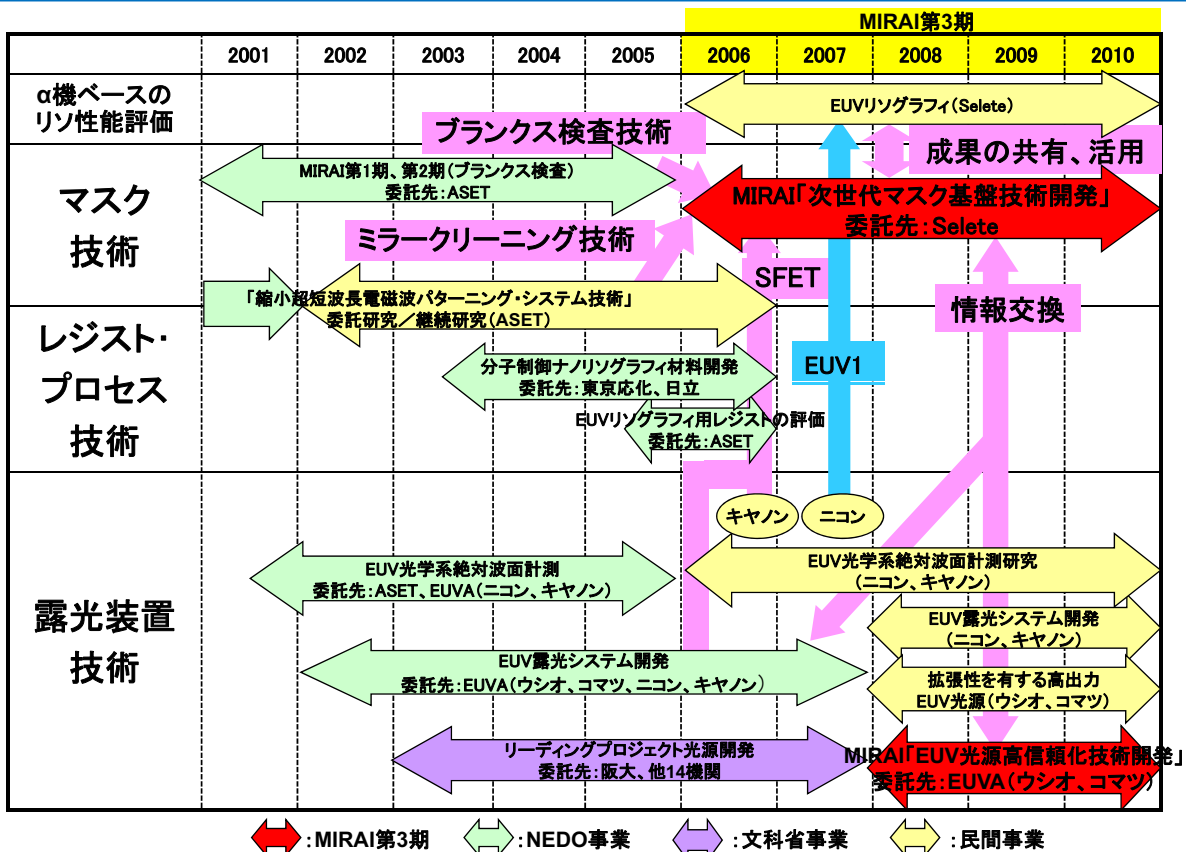 MIRAI第3期
2001 2002 2003 2004 2005 2006 2007 2008 2009 2010
α機ベースの
リソ性能評価
EUVリソグラフィ(Selete)
ブランクス検査技術
成果の共有、活用
マスク
技術
MIRAI第1期、第2期(ブランクス検査)
委託先:ASET
MIRAI「次世代マスク基盤技術開発」
委託先:Selete
ミラークリーニング技術
SFET
「縮小超短波長電磁波パターニング・システム技術」
委託研究/継続研究(ASET)
情報交換
レジスト・
プロセス
技術
分子制御ナノリソグラフィ材料開発
委託先:東京応化、日立
EUV1
EUVリソグラフィ用レジストの評価
委託先:ASET
キヤノン
ニコン
露光装置
技術
EUV光学系絶対波面計測
委託先:ASET、EUVA(ニコン、キヤノン)
EUV光学系絶対波面計測研究
(ニコン、キヤノン)
EUV露光システム開発
(ニコン、キヤノン)
EUV露光システム開発
委託先:EUVA(ウシオ、コマツ、ニコン、キヤノン)
拡張性を有する高出力
EUV光源(ウシオ、コマツ)
リーディングプロジェクト光源開発
委託先:阪大、他14機関
MIRAI「EUV光源高信頼化技術開発」
委託先:EUVA(ウシオ、コマツ)
:MIRAI第3期 :NEDO事業 :文科省事業 :民間事業